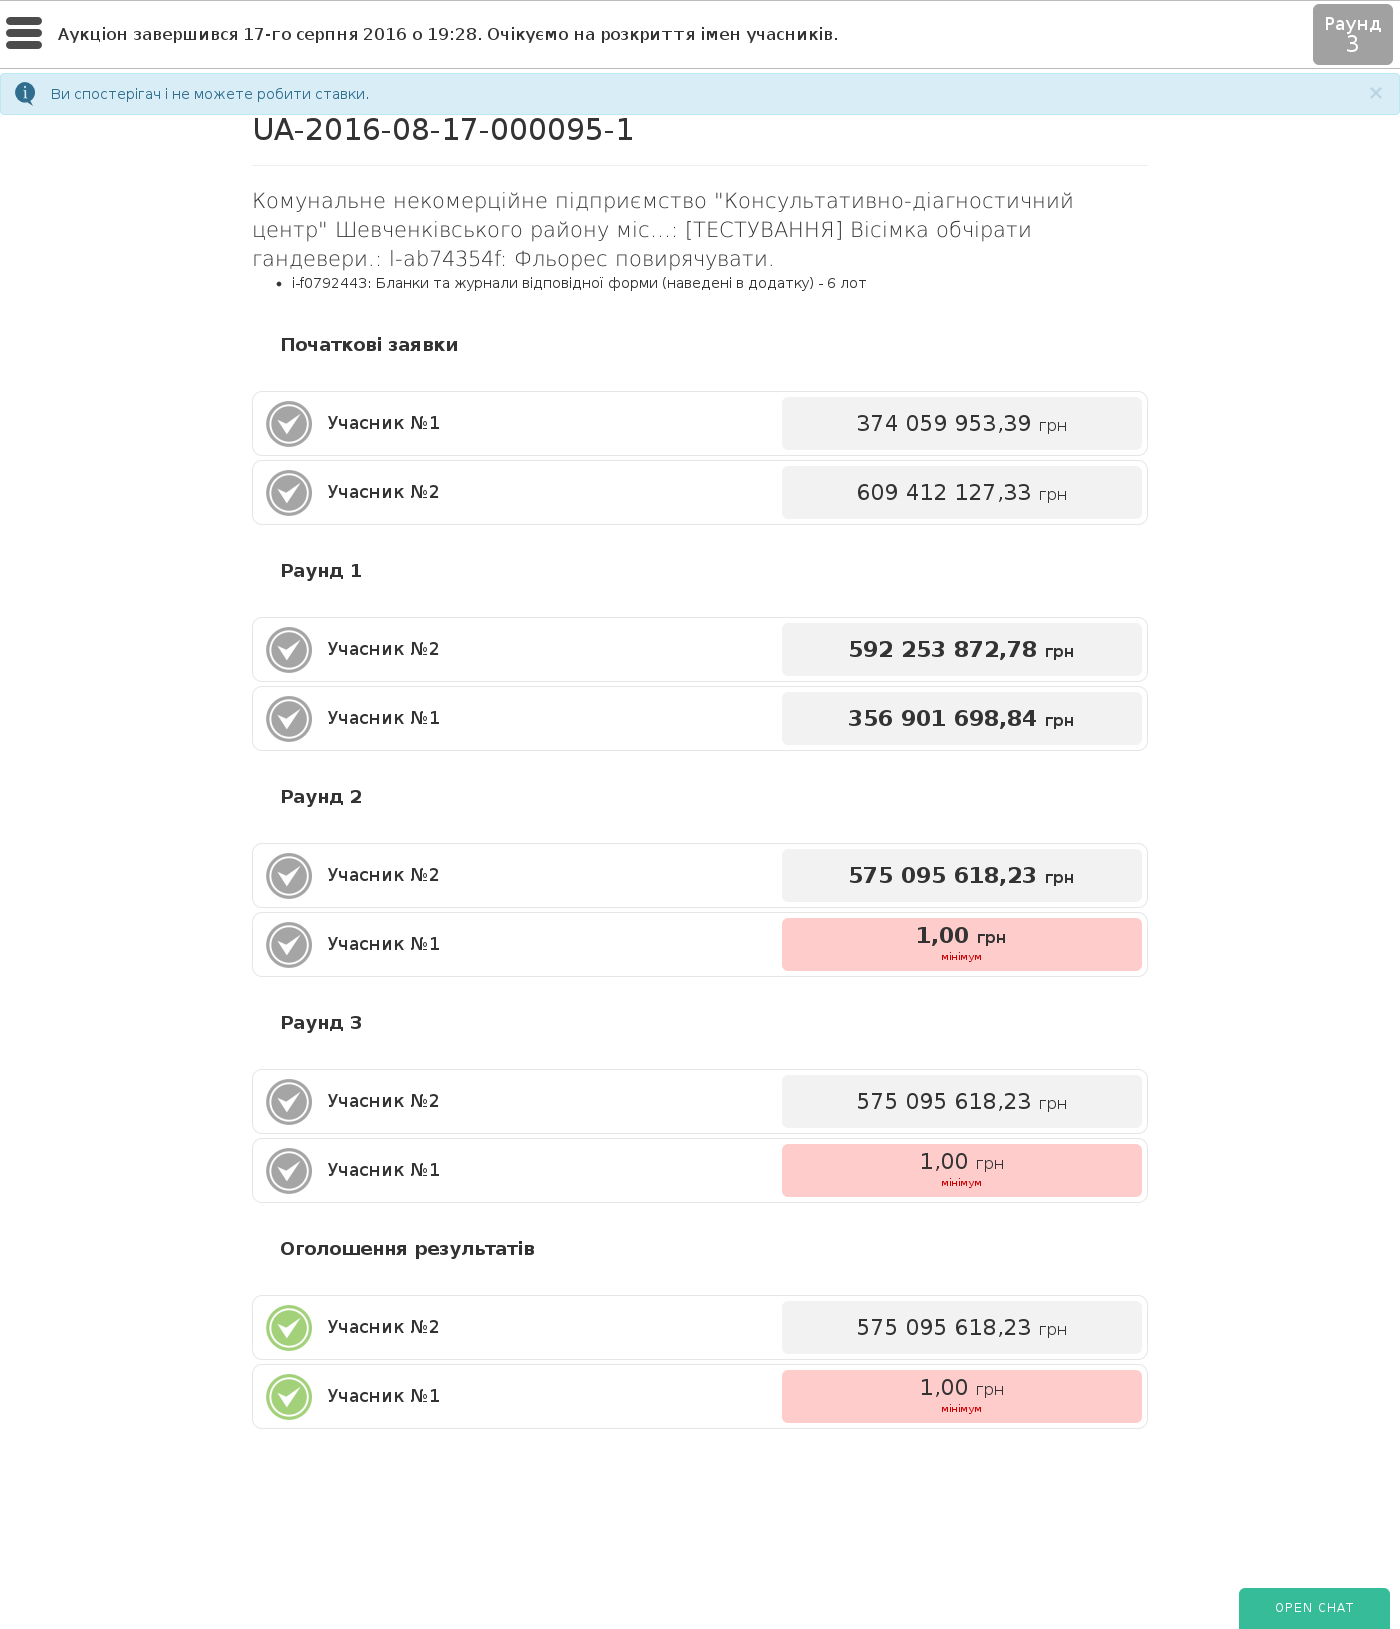 Аукціон завершився 17-го серпня 2016 о 19:28. Очікуємо на розкриття імен учасників.
Раунд
3
Ви спостерігач і не можете робити ставки.
×
UA-2016-08-17-000095-1
Комунальне некомерційне підприємство "Консультативно-діагностичний
центр" Шевченківського району міс...: [ТЕСТУВАННЯ] Вісімка обчірати
гандевери.: l-ab74354f: Фльорес повирячувати.
• i-f0792443: Бланки та журнали відповідної форми (наведені в додатку) - 6 лот
Початкові заявки
Учасник №1 374 059 953,39 грн
Учасник №2 609 412 127,33 грн
Раунд 1
Учасник №2 592 253 872,78 грн
Учасник №1 356 901 698,84 грн
Раунд 2
Учасник №2 575 095 618,23 грн
Учасник №1 1,00 грн
мінімум
Раунд 3
Учасник №2 575 095 618,23 грн
Учасник №1 1,00 грн
мінімум
Оголошення результатів
Учасник №2 575 095 618,23 грн
Учасник №1 1,00 грн
мінімум
OPEN CHAT